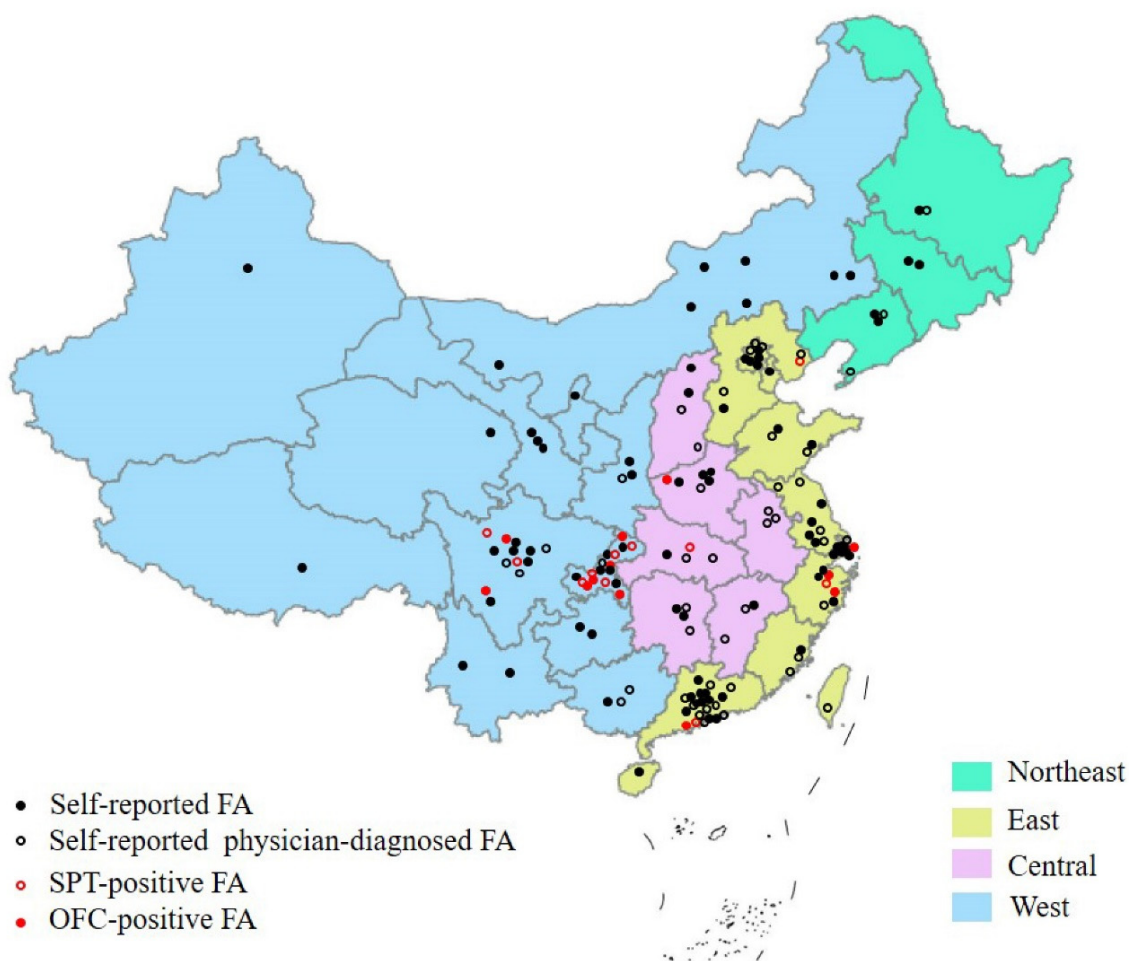 Self-reported FA
Self-reported physician-diagnosed FA
SPT-positive FA
OFC-positive FA
Northeast
East
Central
West